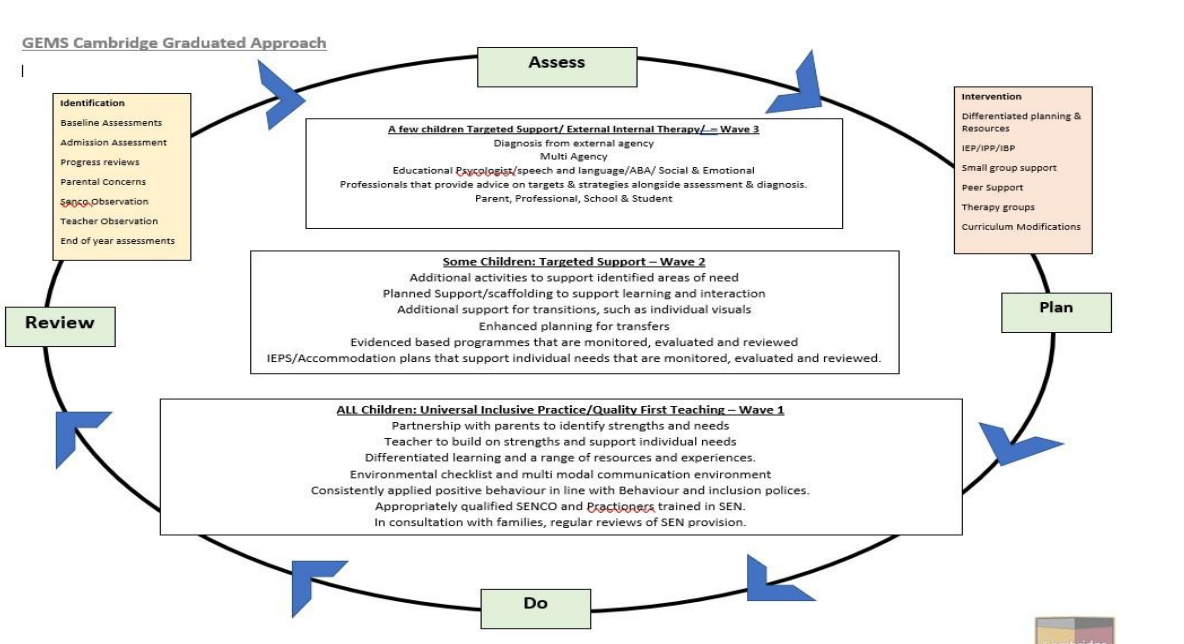 GEMS Cambridge Graduated Approach
Assess
Identification
Baseline Assessments
Admission Assessment
Progress reviews
Parental Concerns
Senco Observation
Teacher Observation
End of year assessments
A few children Targeted Support/ External Internal Therapy/ – Wave 3
Diagnosis from external agency
Multi Agency
Educational Psycologist/speech and language/ABA/ Social & Emotional
Professionals that provide advice on targets & strategies alongside assessment & diagnosis.
Parent, Professional, School & Student
Intervention
Differentiated planning &
Resources
IEP/IPP/IBP
Small group support
Peer Support
Therapy groups
Curriculum Modifications
Some Children: Targeted Support – Wave 2
Additional activities to support identified areas of need
Planned Support/scaffolding to support learning and interaction
Additional support for transitions, such as individual visuals
Enhanced planning for transfers
Evidenced based programmes that are monitored, evaluated and reviewed
IEPS/Accommodation plans that support individual needs that are monitored, evaluated and reviewed.
Review
Plan
ALL Children: Universal Inclusive Practice/Quality First Teaching – Wave 1
Partnership with parents to identify strengths and needs
Teacher to build on strengths and support individual needs
Differentiated learning and a range of resources and experiences.
Environmental checklist and multi modal communication environment
Consistently applied positive behaviour in line with Behaviour and inclusion polices.
Appropriately qualified SENCO and Practioners trained in SEN.
In consultation with families, regular reviews of SEN provision.
Do